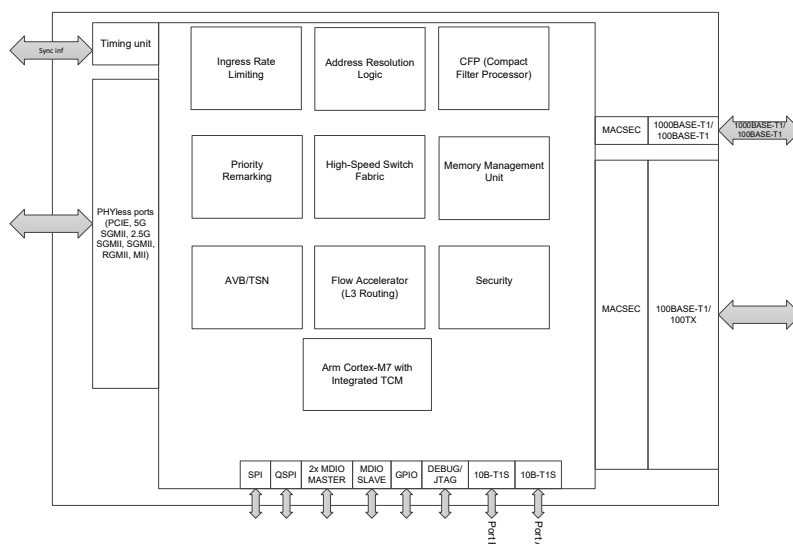 Timing unit
Sync inf
Ingress Rate
Limiting
Address Resolution
Logic
CFP (Compact
Filter Processor)
MACSEC
1000BASE-T1/
100BASE-T1
1000BASE-T1/
100BASE-T1
Priority
Remarking
High-Speed Switch
Fabric
Memory Management
Unit
PHYless ports
(PCIE, 5G
SGMII, 2.5G
SGMII, SGMII,
RGMII, MII)
AVB/TSN
Flow Accelerator
(L3 Routing)
Security
MACSEC
100BASE-T1/
100TX
Arm Cortex-M7 with
Integrated TCM
SPI
QSPI
2x MDIO
MASTER
MDIO
SLAVE
GPIO
DEBUG/
JTAG
10B-T1S
10B-T1S
Port
Port